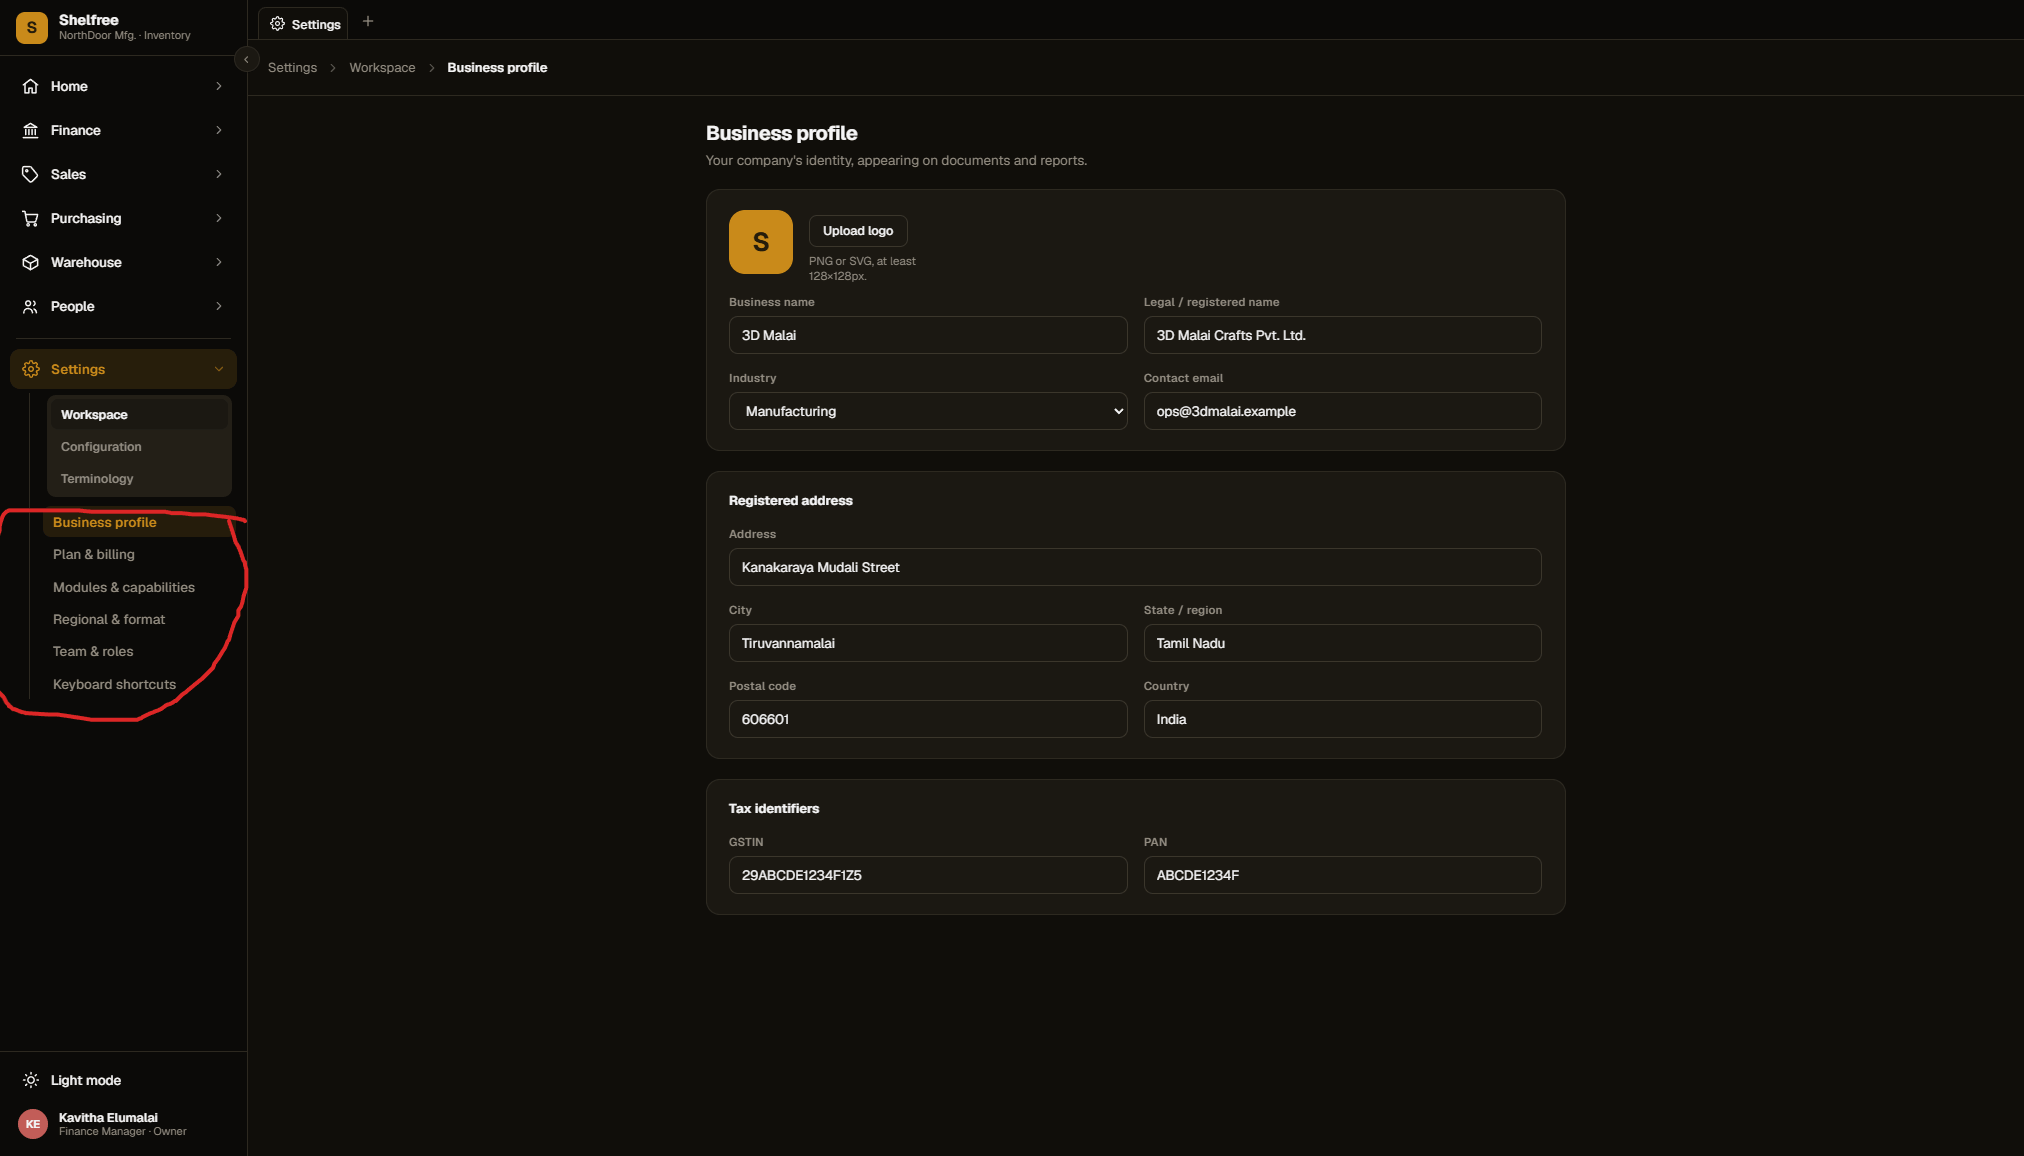 S
Shelfree
NorthDoor Mfg. · Inventory
Settings
Settings > Workspace > Business profile
Home
Finance
Sales
Purchasing
Warehouse
People
Settings
Workspace
Configuration
Terminology
Business profile
Plan & billing
Modules & capabilities
Regional & format
Team & roles
Keyboard shortcuts
Light mode
KE
Kavitha Elumalai
Finance Manager · Owner
Business profile
Your company's identity, appearing on documents and reports.
S
Upload logo
PNG or SVG, at least
128×128px.
Business name
3D Malai
Legal / registered name
3D Malai Crafts Pvt. Ltd.
Industry
Manufacturing
Contact email
ops@3dmalai.example
Registered address
Address
Kanakaraya Mudali Street
City
Tiruvannamalai
State / region
Tamil Nadu
Postal code
606601
Country
India
Tax identifiers
GSTIN
29ABCDE1234F1Z5
PAN
ABCDE1234F